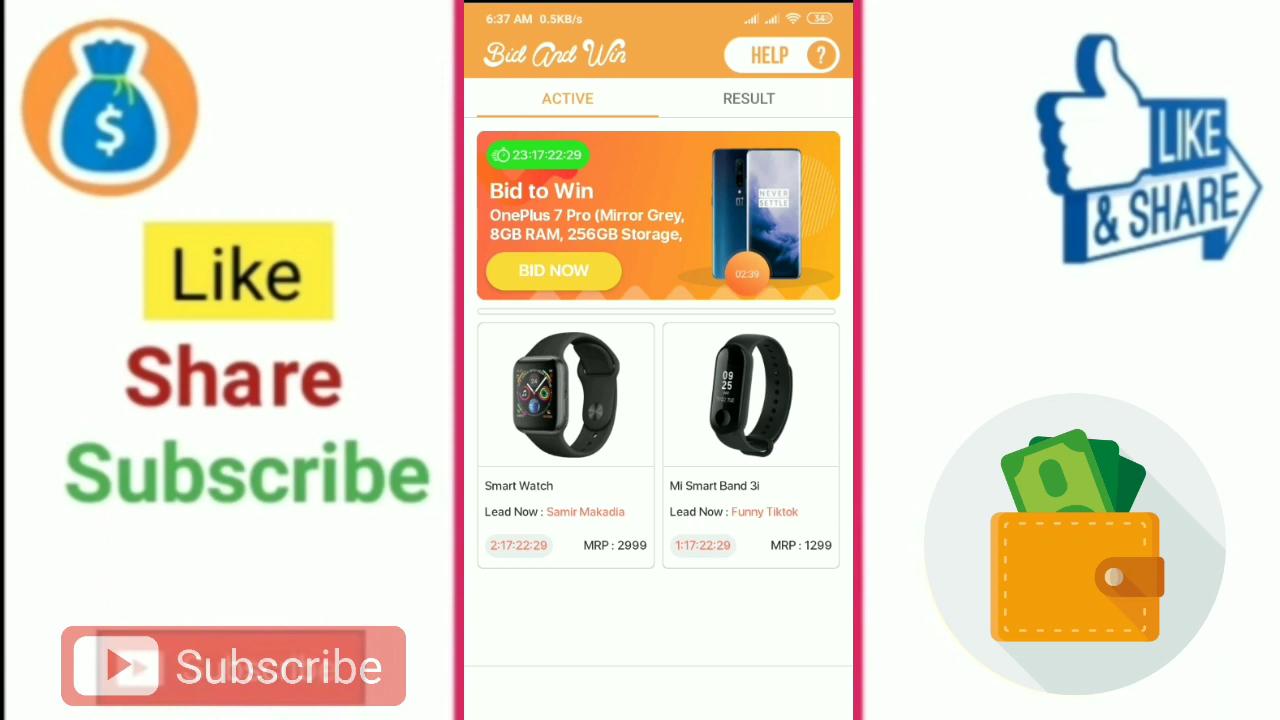 6:37 AM 0.5KB/s
34
Bid And Win
HELP ?
ACTIVE
RESULT
23:17:22:29
Bid to Win
OnePlus 7 Pro (Mirror Grey,
8GB RAM, 256GB Storage,
BID NOW
NEVER
SETTLE
02:39
09
25
Smart Watch
Lead Now : Samir Makadia
2:17:22:29
MRP : 2999
Mi Smart Band 3i
Lead Now : Funny Tiktok
1:17:22:29
MRP : 1299
$
Like
Share
Subscribe
Subscribe
LIKE
& SHARE